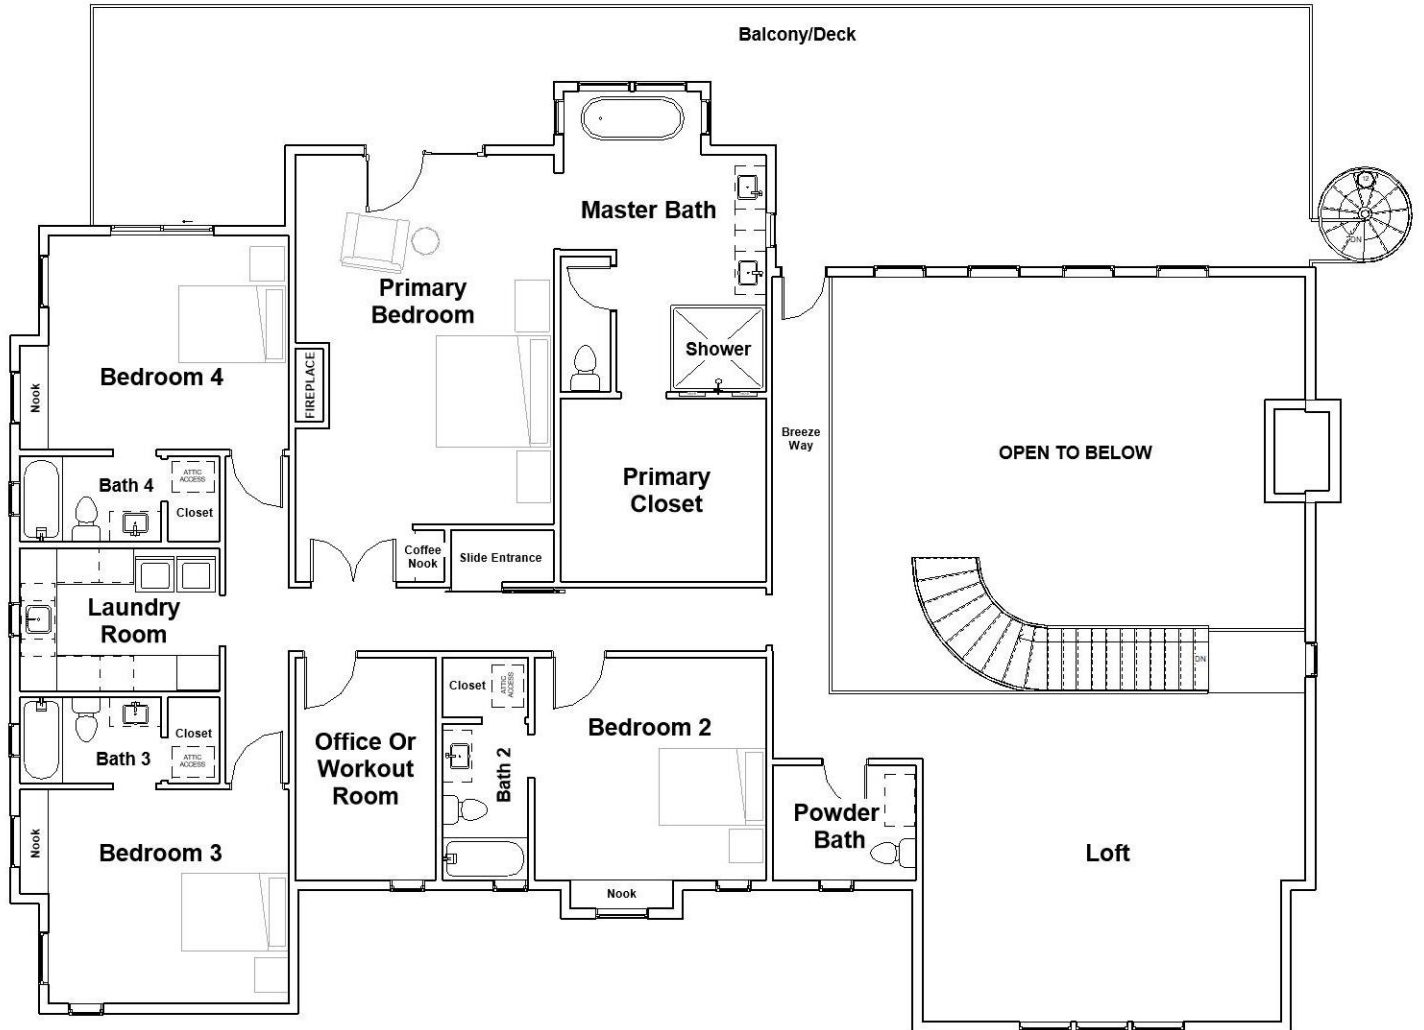 Balcony/Deck
12
DN
Master Bath
Primary
Bedroom
Shower
FIREPLACE
Bedroom 4
Nook
Breeze
Way
OPEN TO BELOW
Primary
Closet
ATTIC
ACCESS
Bath 4
Closet
Coffee
Nook
Slide Entrance
Laundry
Room
DN
Closet
ATTIC
ACCESS
Bedroom 2
Closet
Bath 3
ATTIC
ACCESS
Office Or
Workout
Room
Bath 2
Powder
Bath
Nook
Bedroom 3
Loft
Nook